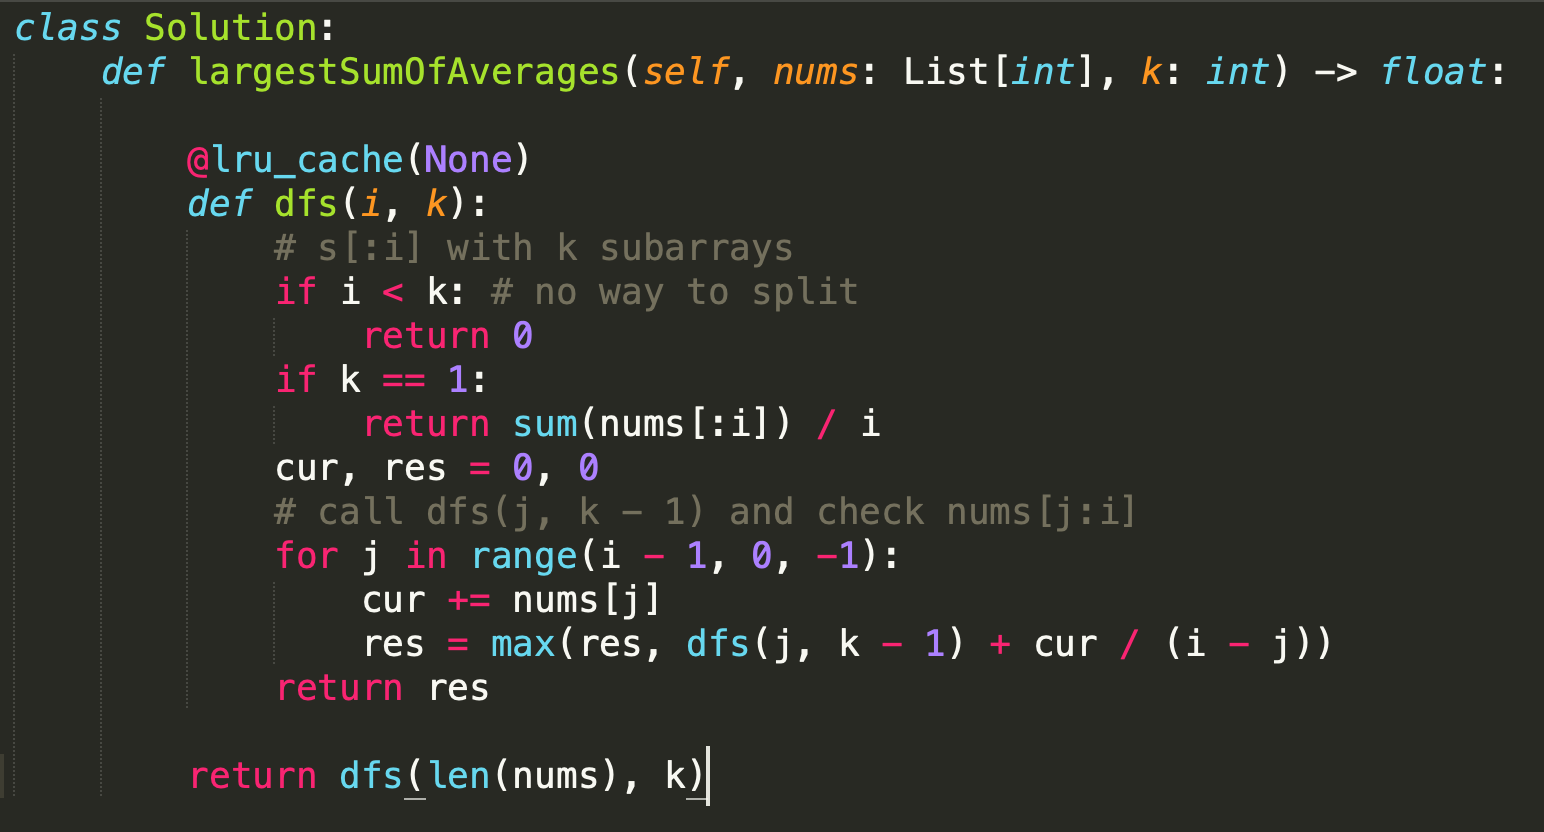 class Solution:
    def largestSumOfAverages(self, nums: List[int], k: int) -> float:

        @lru_cache(None)
        def dfs(i, k):
            # s[:i] with k subarrays
            if i < k: # no way to split
                return 0
            if k == 1:
                return sum(nums[:i]) / i
            cur, res = 0, 0
            # call dfs(j, k - 1) and check nums[j:i]
            for j in range(i - 1, 0, -1):
                cur += nums[j]
                res = max(res, dfs(j, k - 1) + cur / (i - j))
            return res

        return dfs(len(nums), k)